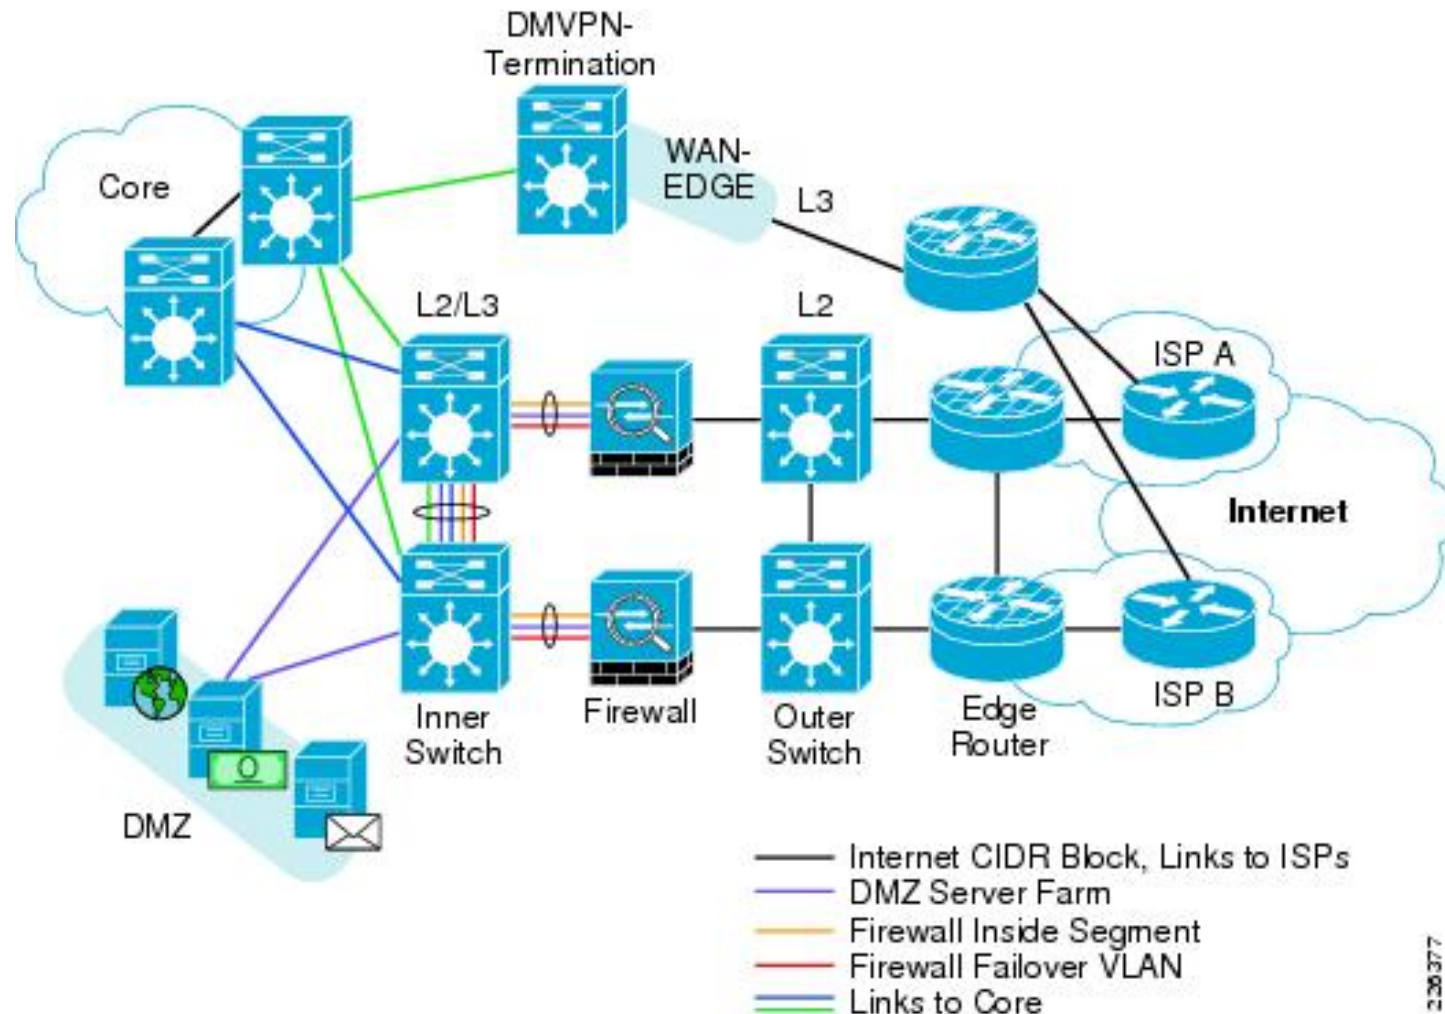 DMVPN-
Termination
Core
WAN-
EDGE
L3
L2/L3
L2
ISP A
Internet
ISP B
Inner
Switch
Firewall
Outer
Switch
Edge
Router
DMZ
Internet CIDR Block, Links to ISPs
DMZ Server Farm
Firewall Inside Segment
Firewall Failover VLAN
Links to Core
226377